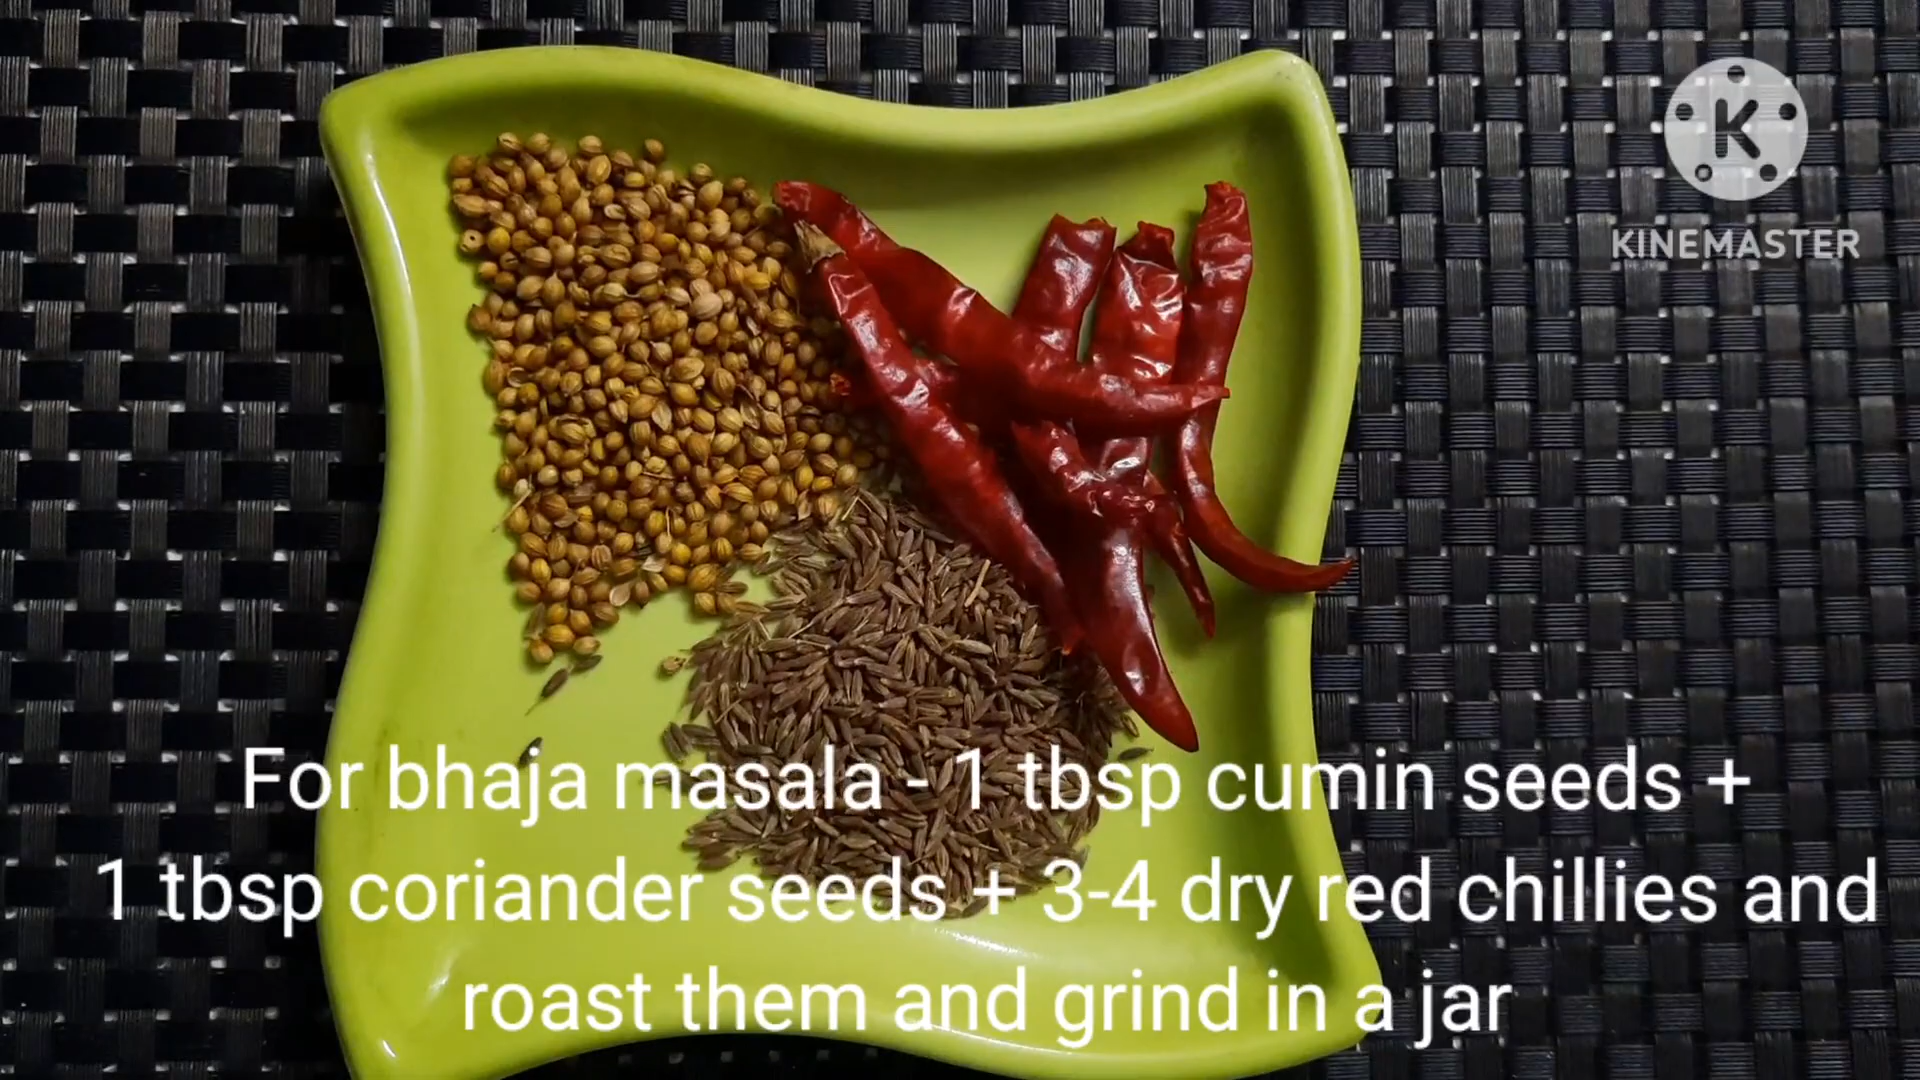 K
KINEMASTER
For bhaja masala - 1 tbsp cumin seeds +
1 tbsp coriander seeds + 3-4 dry red chillies and
roast them and grind in a jar